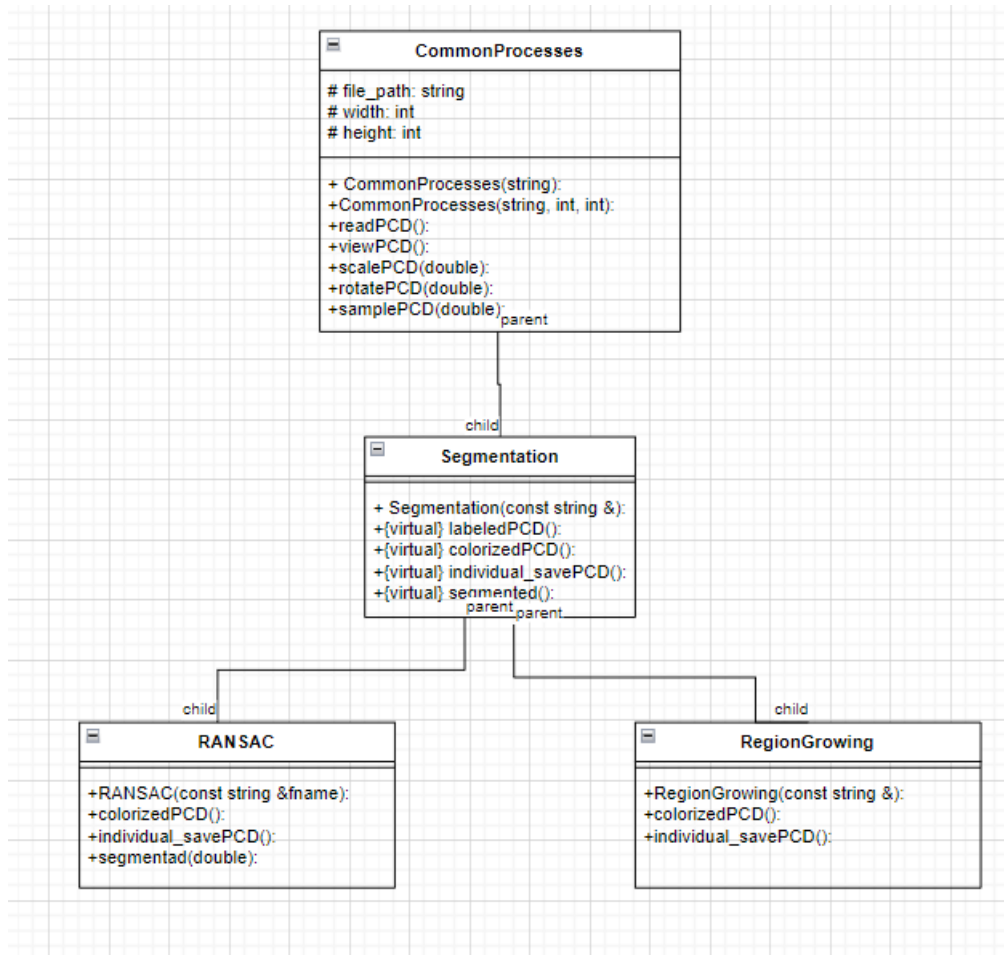 CommonProcesses
# file_path: string
# width: int
# height: int
+ CommonProcesses(string):
+CommonProcesses(string, int, int):
+readPCD():
+viewPCD():
+scalePCD(double):
+rotatePCD(double):
+samplePCD(double):
parent
child
Segmentation
+ Segmentation(const string &):
+{virtual} labeledPCD():
+{virtual} colorizedPCD():
+{virtual} individual_savePCD():
+{virtual} segmented():
parent parent
child
RANSAC
+RANSAC(const string &fname):
+colorizedPCD():
+individual_savePCD():
+segmentad(double):
child
RegionGrowing
+RegionGrowing(const string &):
+colorizedPCD():
+individual_savePCD():